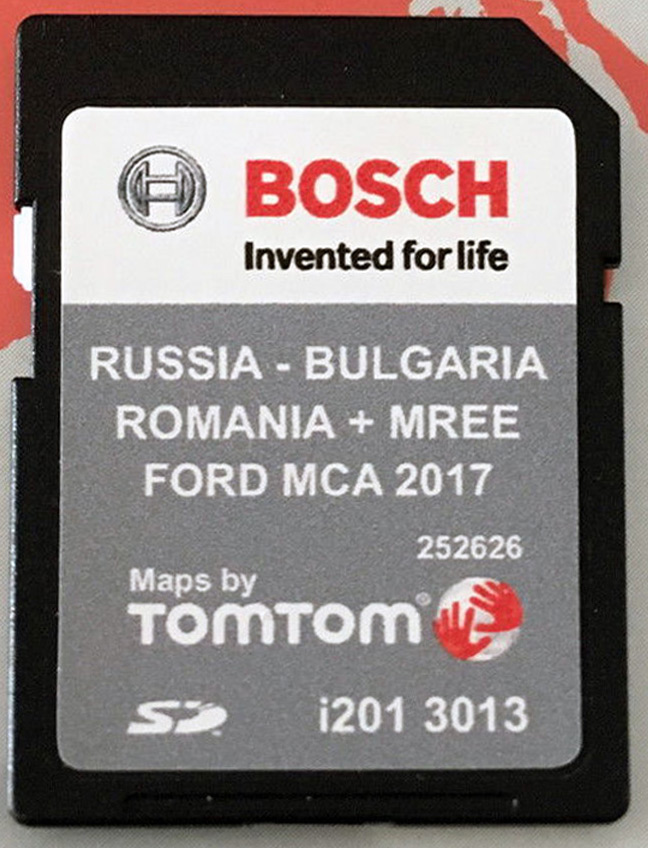 BOSCH
Invented for life
RUSSIA - BULGARIA
ROMANIA + MREE
FORD MCA 2017
252626
Maps by
TOMTOM®
SD
i201 3013